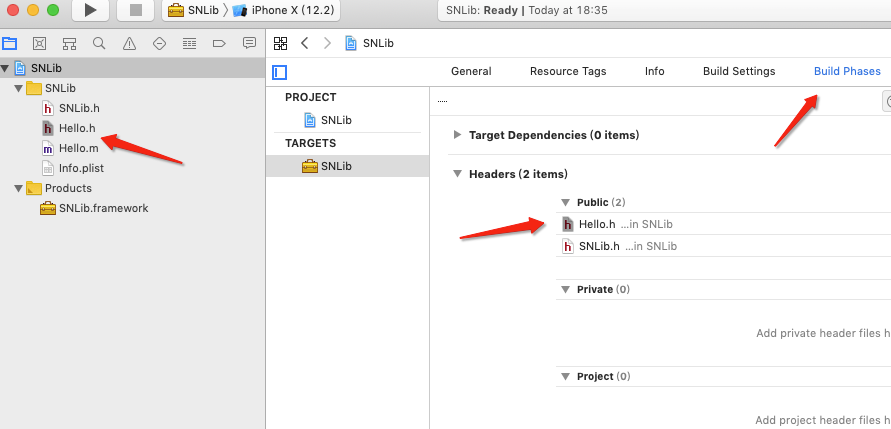 SNLib
iPhone X (12.2)
SNLib: Ready | Today at 18:35
SNLib
SNLib
SNLib.h
h
Hello.h
h
Hello.m
m
Info.plist
Products
SNLib.framework
SNLib
General
Resource Tags
Info
Build Settings
Build Phases
PROJECT
SNLib
TARGETS
SNLib
Target Dependencies (0 items)
Headers (2 items)
Public (2)
h
Hello.h ...in SNLib
h
SNLib.h ...in SNLib
Private (0)
Add private header files h
Project (0)
Add project header files h